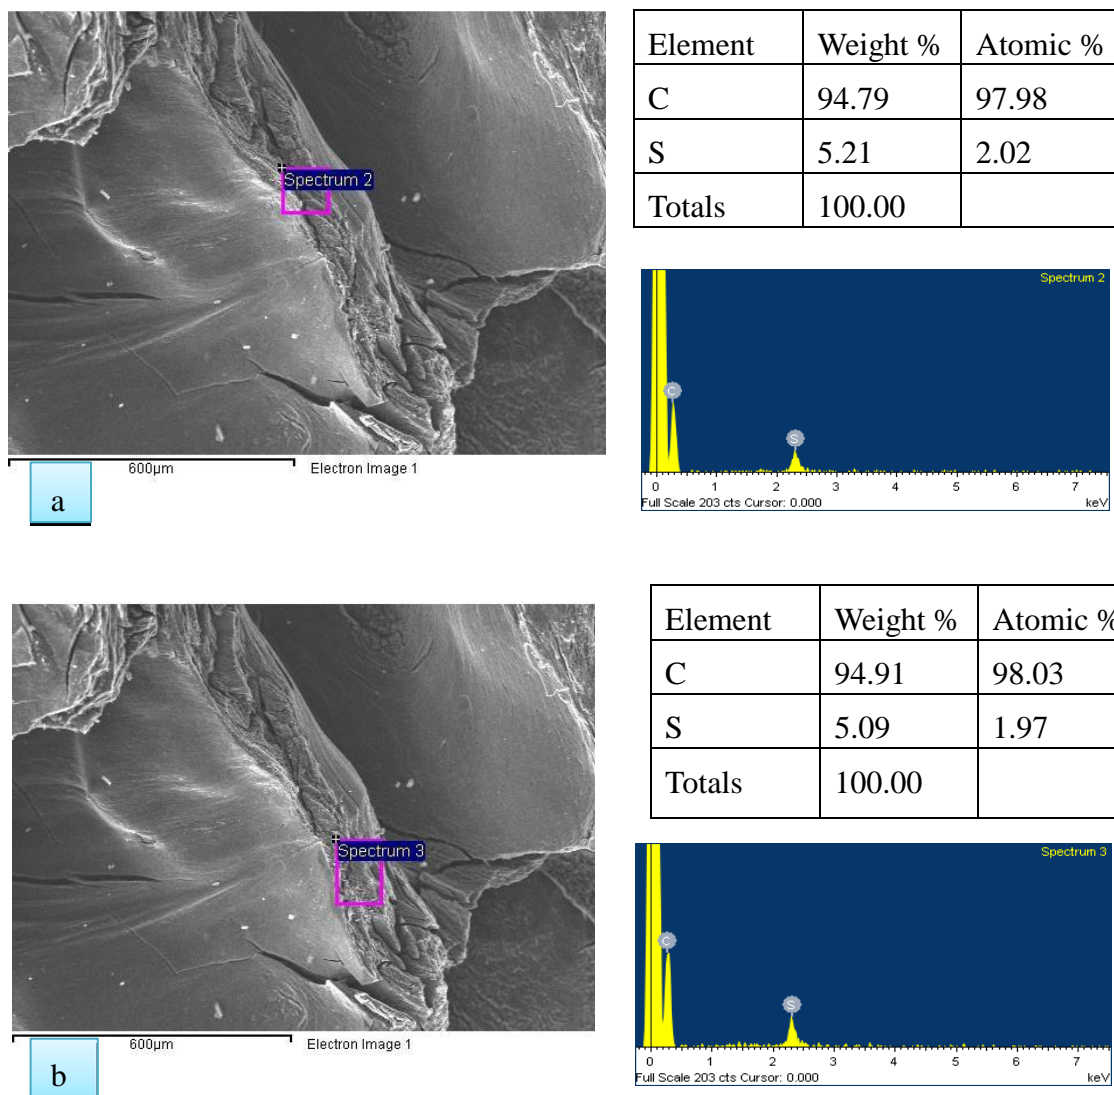 Element Weight % Atomic %
C 94.79 97.98
S 5.21 2.02
Totals 100.00
Spectrum 2
Spectrum 2
C
S
0 1 2 3 4 5 6 7
Full Scale 203 cts Cursor: 0.000 keV
600µm Electron Image 1
a
Element Weight % Atomic %
C 94.91 98.03
S 5.09 1.97
Totals 100.00
Spectrum 3
Spectrum 3
C
S
0 1 2 3 4 5 6 7
Full Scale 203 cts Cursor: 0.000 keV
600µm Electron Image 1
b